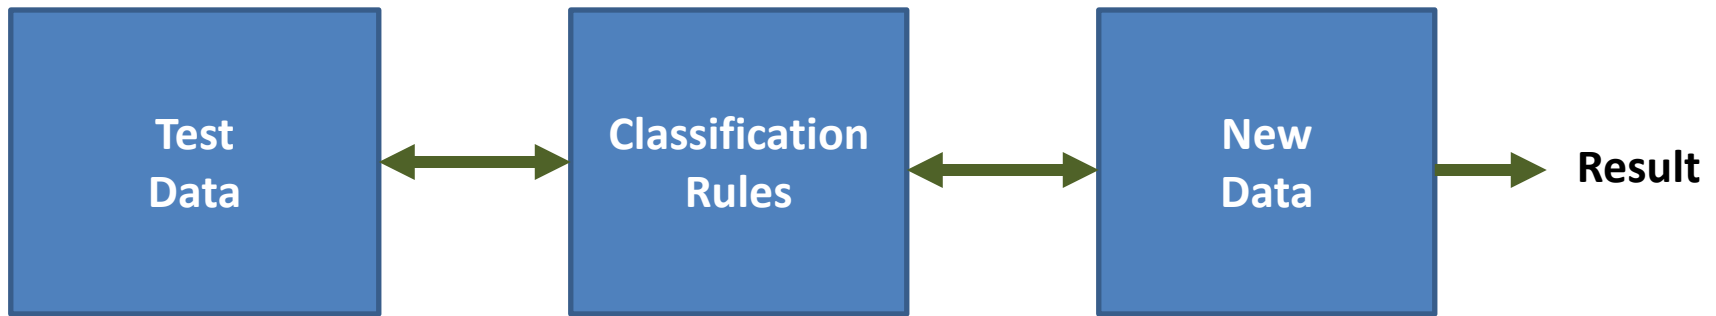 Test
Data
Classification
Rules
New
Data
Result